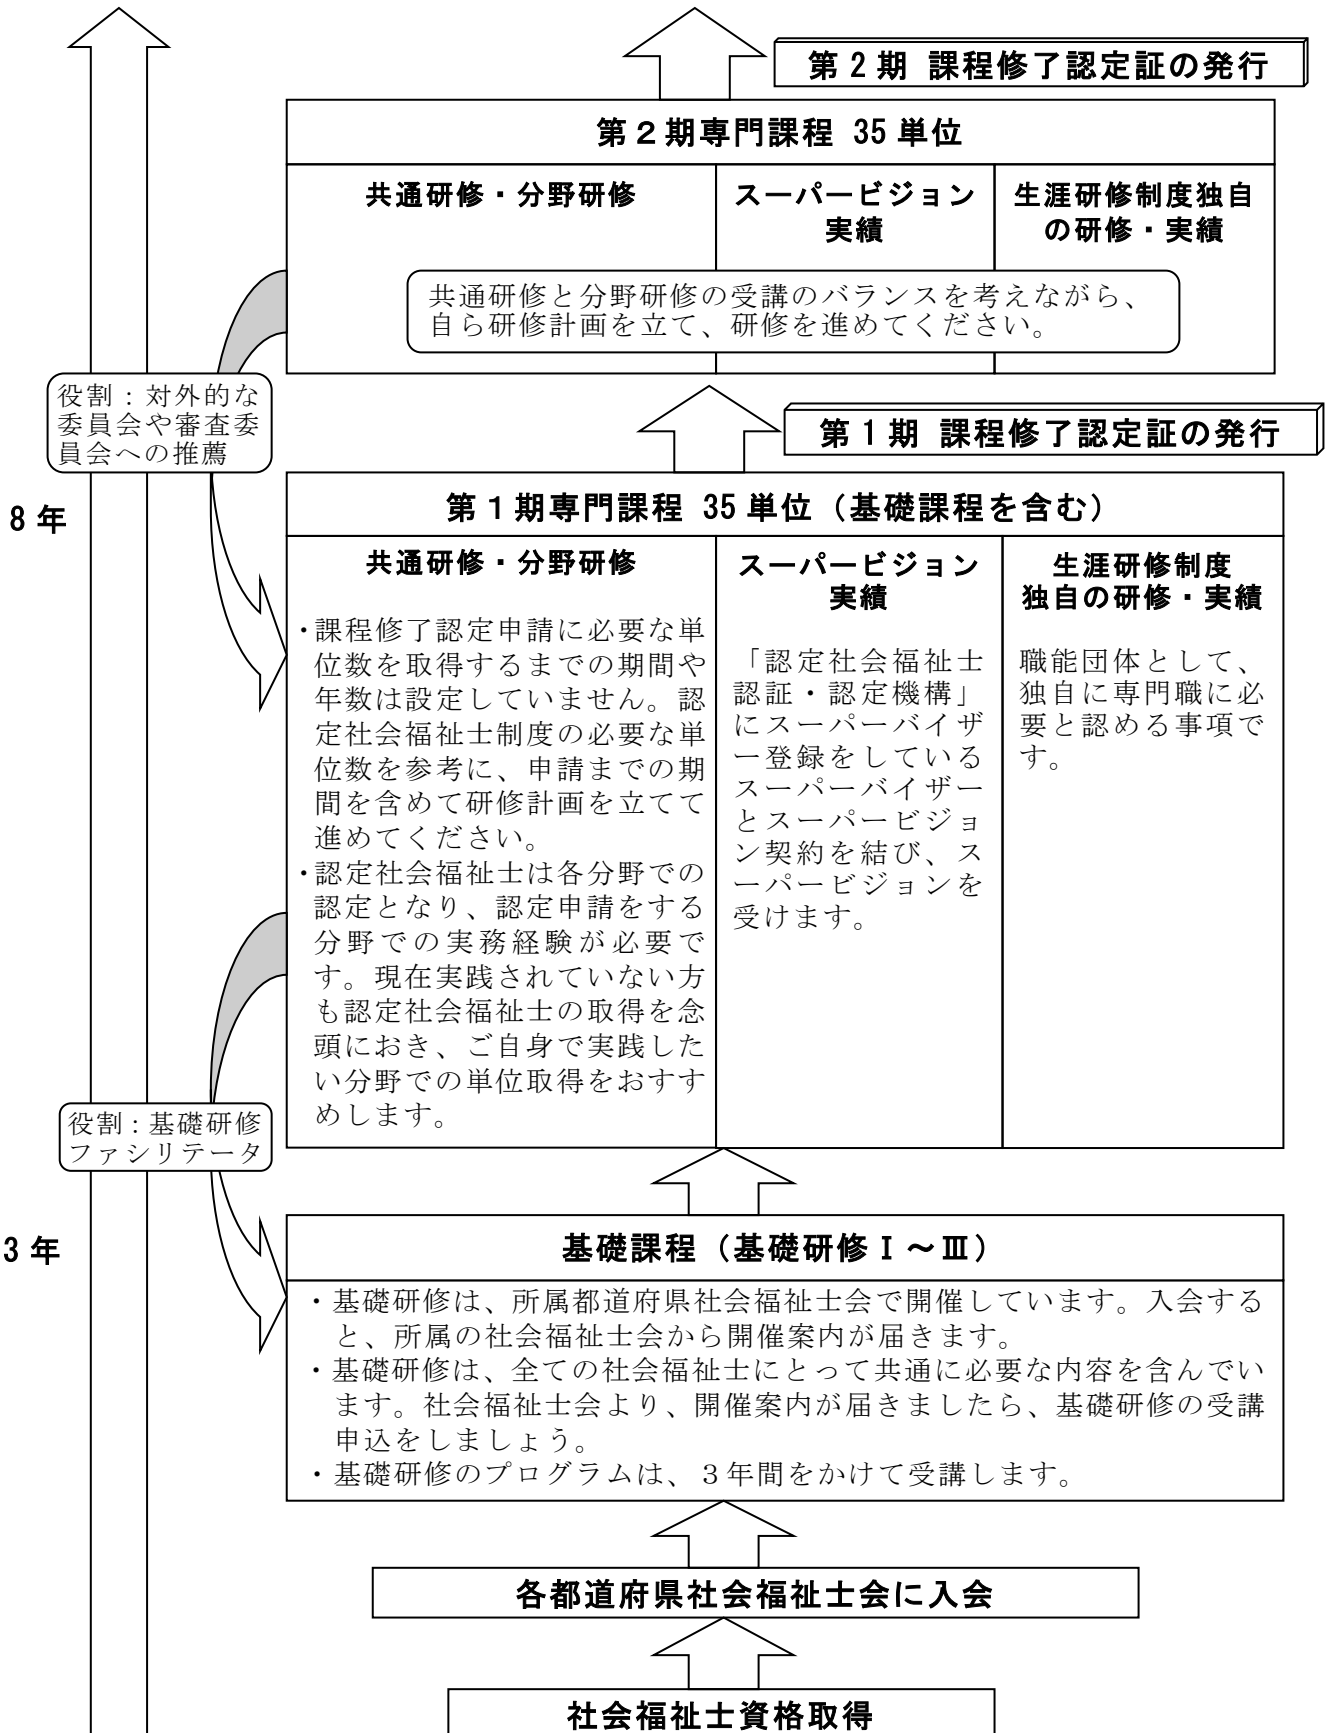 第２期 課程修了認定証の発行
第２期専門課程 35単位
共通研修・分野研修
スーパービジョン
実績
生涯研修制度独自
の研修・実績
共通研修と分野研修の受講のバランスを考えながら、
自ら研修計画を立て、研修を進めてください。
役割：対外的な
委員会や審査委
員会への推薦
第１期 課程修了認定証の発行
8年
第１期専門課程 35単位（基礎課程を含む）
共通研修・分野研修
・課程修了認定申請に必要な単
位数を取得するまでの期間や
年数は設定していません。認
定社会福祉士制度の必要な単
位数を参考に、申請までの期
間を含めて研修計画を立てて
進めてください。
・認定社会福祉士は各分野での
認定となり、認定申請をする
分野での実務経験が必要で
す。現在実践されていない方
も認定社会福祉士の取得を念
頭におき、ご自身で実践した
い分野での単位取得をおすす
めします。
スーパービジョン
実績
「認定社会福祉士
認証・認定機構」
にスーパーバイザ
ー登録をしている
スーパーバイザー
とスーパービジョ
ン契約を結び、ス
ーパービジョンを
受けます。
生涯研修制度
独自の研修・実績
職能団体として、
独自に専門職に必
要と認める事項で
す。
役割：基礎研修
ファシリテータ
3年
基礎課程（基礎研修Ⅰ～Ⅲ）
・基礎研修は、所属都道府県社会福祉士会で開催しています。入会する
と、所属の社会福祉士会から開催案内が届きます。
・基礎研修は、全ての社会福祉士にとって共通に必要な内容を含んでい
ます。社会福祉士会より、開催案内が届きましたら、基礎研修の受講
申込をしましょう。
・基礎研修のプログラムは、３年間をかけて受講します。
各都道府県社会福祉士会に入会
社会福祉士資格取得